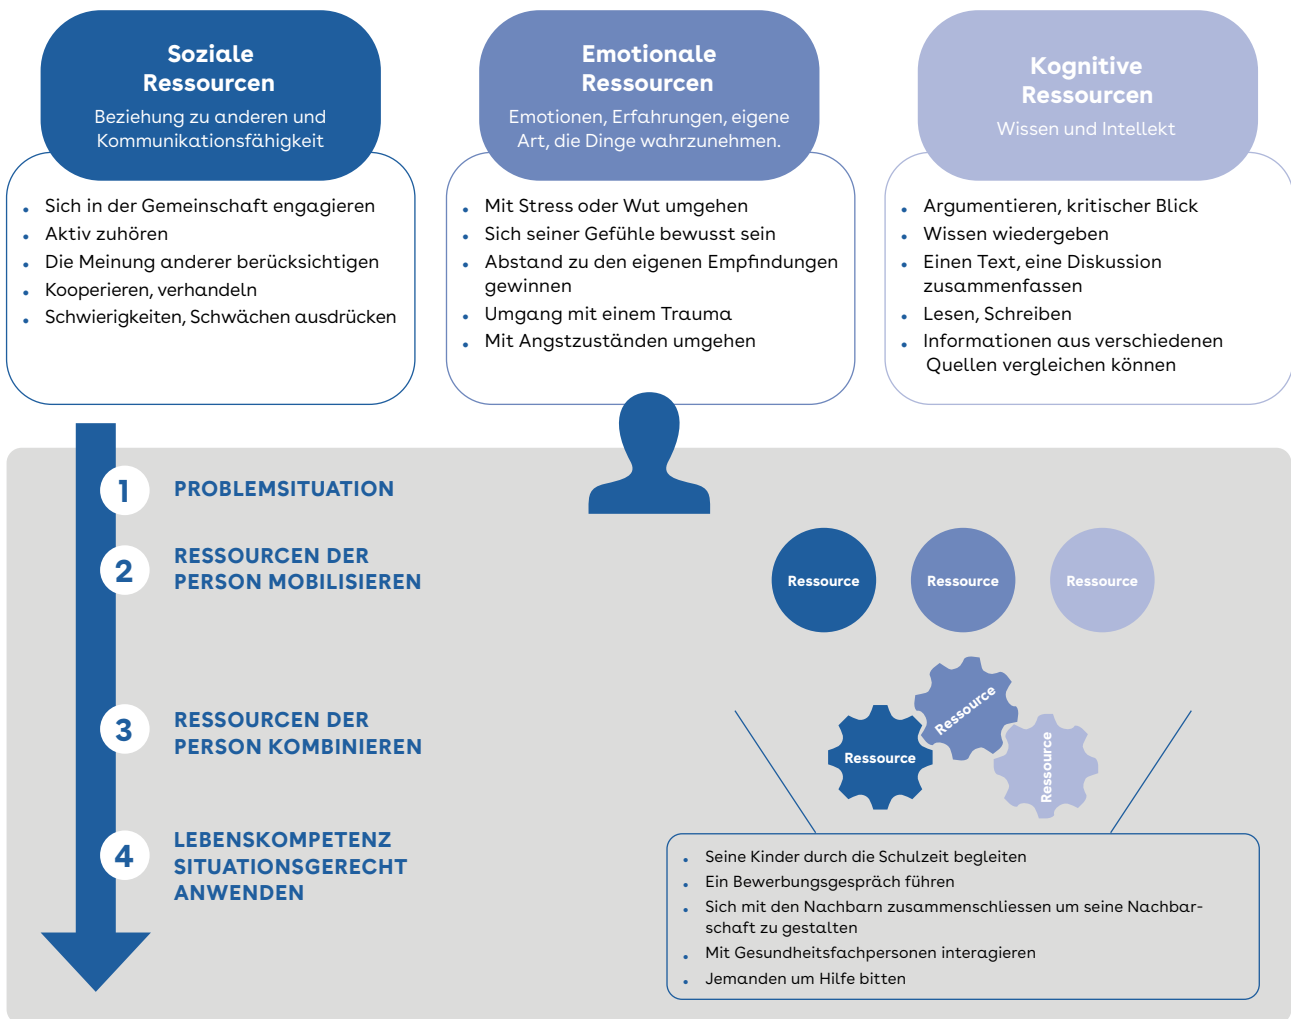 Soziale
Ressourcen
Beziehung zu anderen und
Kommunikationsfähigkeit
• Sich in der Gemeinschaft engagieren
• Aktiv zuhören
• Die Meinung anderer berücksichtigen
• Kooperieren, verhandeln
• Schwierigkeiten, Schwächen ausdrücken
Emotionale
Ressourcen
Emotionen, Erfahrungen, eigene
Art, die Dinge wahrzunehmen.
• Mit Stress oder Wut umgehen
• Sich seiner Gefühle bewusst sein
• Abstand zu den eigenen Empfindungen
gewinnen
• Umgang mit einem Trauma
• Mit Angstzuständen umgehen
Kognitive
Ressourcen
Wissen und Intellekt
• Argumentieren, kritischer Blick
• Wissen wiedergeben
• Einen Text, eine Diskussion
zusammenfassen
• Lesen, Schreiben
• Informationen aus verschiedenen
Quellen vergleichen können
1 PROBLEMSITUATION
2 RESSOURCEN DER
PERSON MOBILISIEREN
Ressource
Ressource
Ressource
3 RESSOURCEN DER
PERSON KOMBINIEREN
Ressource
Ressource
Ressource
4 LEBENSKOMPETENZ
SITUATIONSGERECHT
ANWENDEN
• Seine Kinder durch die Schulzeit begleiten
• Ein Bewerbungsgespräch führen
• Sich mit den Nachbarn zusammenschliessen um seine Nachbar-
schaft zu gestalten
• Mit Gesundheitsfachpersonen interagieren
• Jemanden um Hilfe bitten